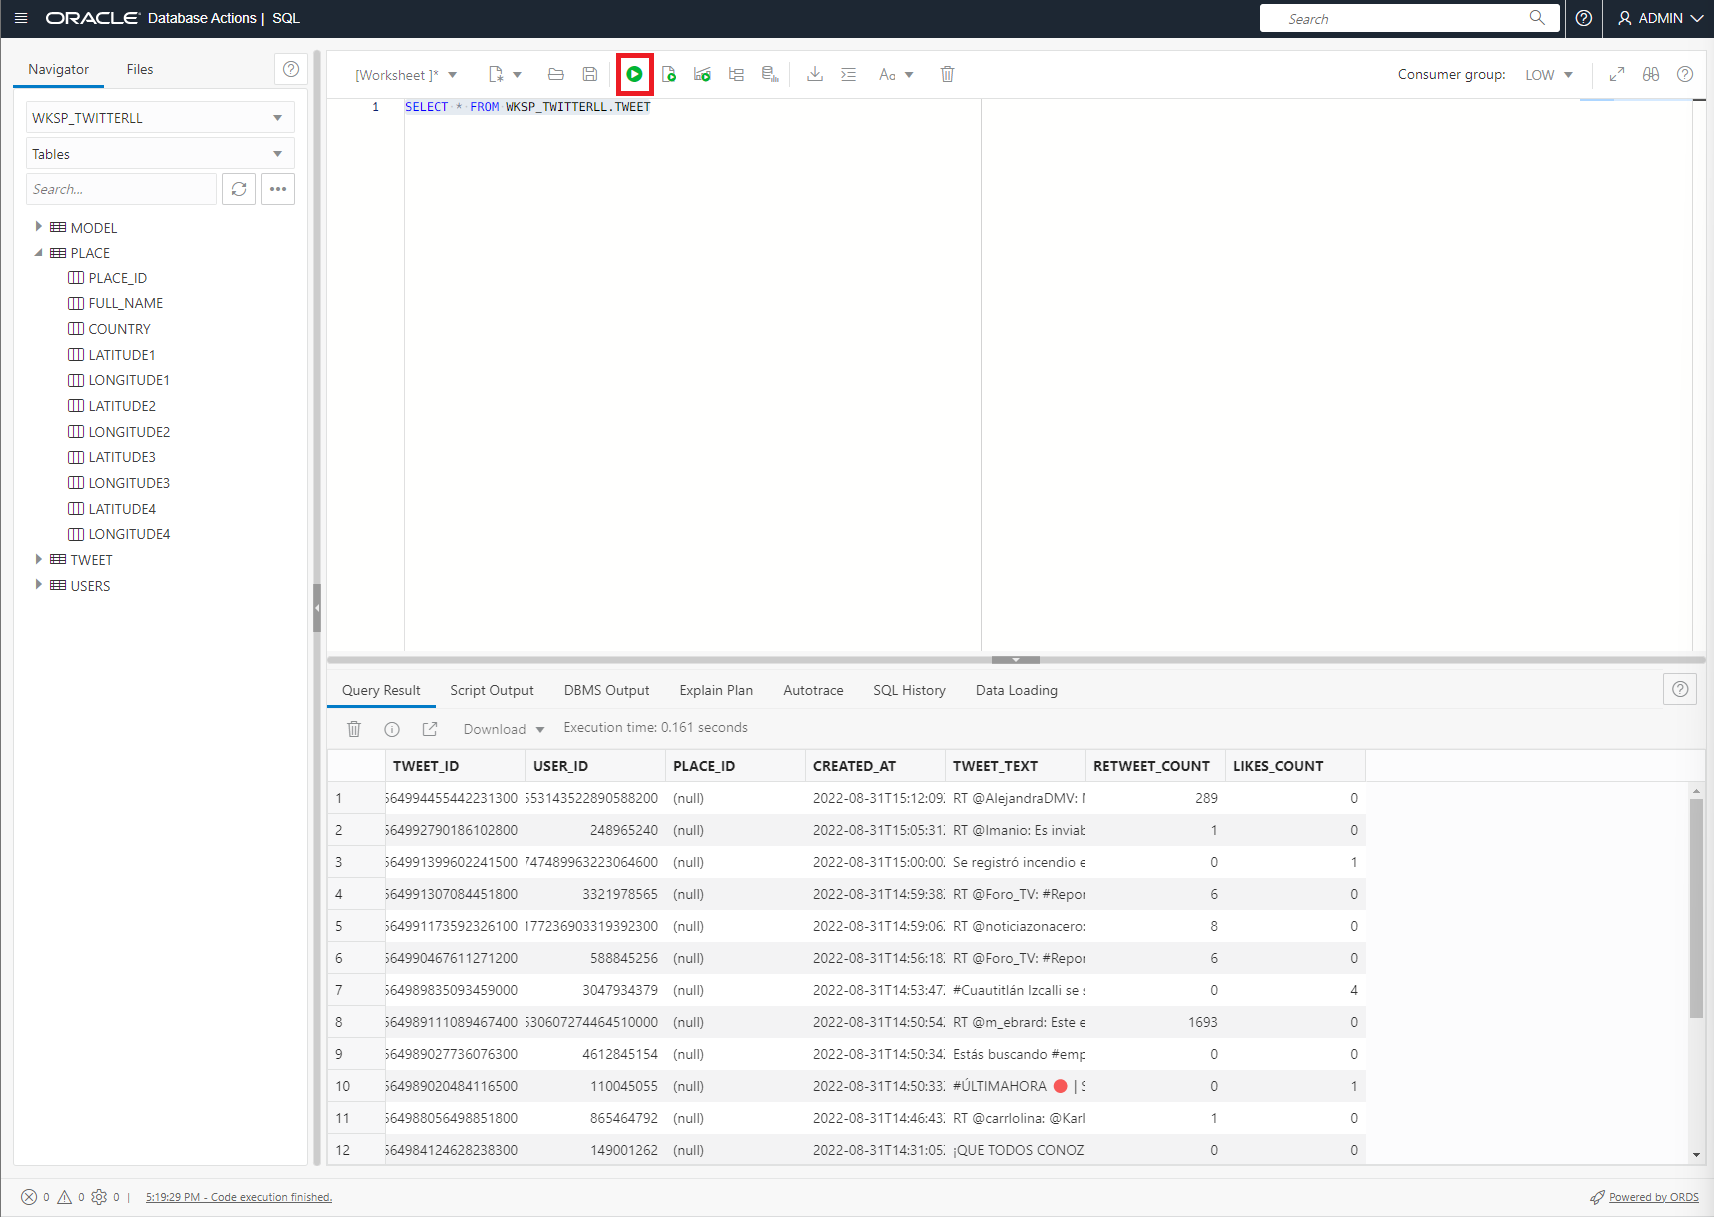 ORACLE Database Actions | SQL
Search
ADMIN
Navigator Files
WKSP_TWITTERLL
Tables
Search...
MODEL
PLACE
PLACE_ID
FULL_NAME
COUNTRY
LATITUDE1
LONGITUDE1
LATITUDE2
LONGITUDE2
LATITUDE3
LONGITUDE3
LATITUDE4
LONGITUDE4
TWEET
USERS
[Worksheet ]* Aa Consumer group: LOW
1 SELECT * FROM WKSP_TWITTERLL.TWEET
Query Result Script Output DBMS Output Explain Plan Autotrace SQL History Data Loading
Download Execution time: 0.161 seconds
TWEET_ID USER_ID PLACE_ID CREATED_AT TWEET_TEXT RETWEET_COUNT LIKES_COUNT
1 564994455442231300 553143522890588200 (null) 2022-08-31T15:12:09 RT @AlejandraDMV: 289 0
2 564992790186102800 248965240 (null) 2022-08-31T15:05:31 RT @Imanio: Es inviab 1 0
3 564991399602241500 747489963223064600 (null) 2022-08-31T15:00:00 Se registró incendio e 0 1
4 564991307084451800 3321978565 (null) 2022-08-31T14:59:38 RT @Foro_TV: #Repor 6 0
5 564991173592326100 177236903319392300 (null) 2022-08-31T14:59:06 RT @noticiazonacero: 8 0
6 564990467611271200 588845256 (null) 2022-08-31T14:56:18 RT @Foro_TV: #Repor 6 0
7 564989835093459000 3047934379 (null) 2022-08-31T14:53:47 #Cuautitlán Izcalli se s 0 4
8 564989111089467400 530607274464510000 (null) 2022-08-31T14:50:54 RT @m_ebrard: Este e 1693 0
9 564989027736076300 4612845154 (null) 2022-08-31T14:50:34 Estás buscando #emp 0 0
10 564989020484116500 110045055 (null) 2022-08-31T14:50:33 #ÚLTIMAHORA 🔴 | S 0 1
11 564988056498851800 865464792 (null) 2022-08-31T14:46:43 RT @carrlolina: @Karl 1 0
12 564984124628238300 149001262 (null) 2022-08-31T14:31:05 ¡QUE TODOS CONOZ 0 0
0 0 0 | 5:19:29 PM - Code execution finished. Powered by ORDS